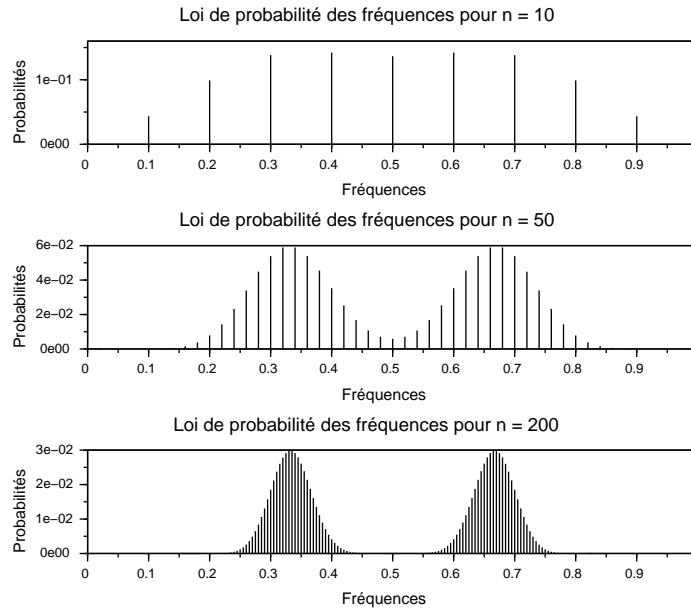 Loi de probabilité des fréquences pour n = 10
Probabilités
1e−01
0e00
0 0.1 0.2 0.3 0.4 0.5 0.6 0.7 0.8 0.9
Fréquences
Loi de probabilité des fréquences pour n = 50
Probabilités
6e−02
4e−02
2e−02
0e00
0 0.1 0.2 0.3 0.4 0.5 0.6 0.7 0.8 0.9
Fréquences
Loi de probabilité des fréquences pour n = 200
Probabilités
3e−02
2e−02
1e−02
0e00
0 0.1 0.2 0.3 0.4 0.5 0.6 0.7 0.8 0.9
Fréquences